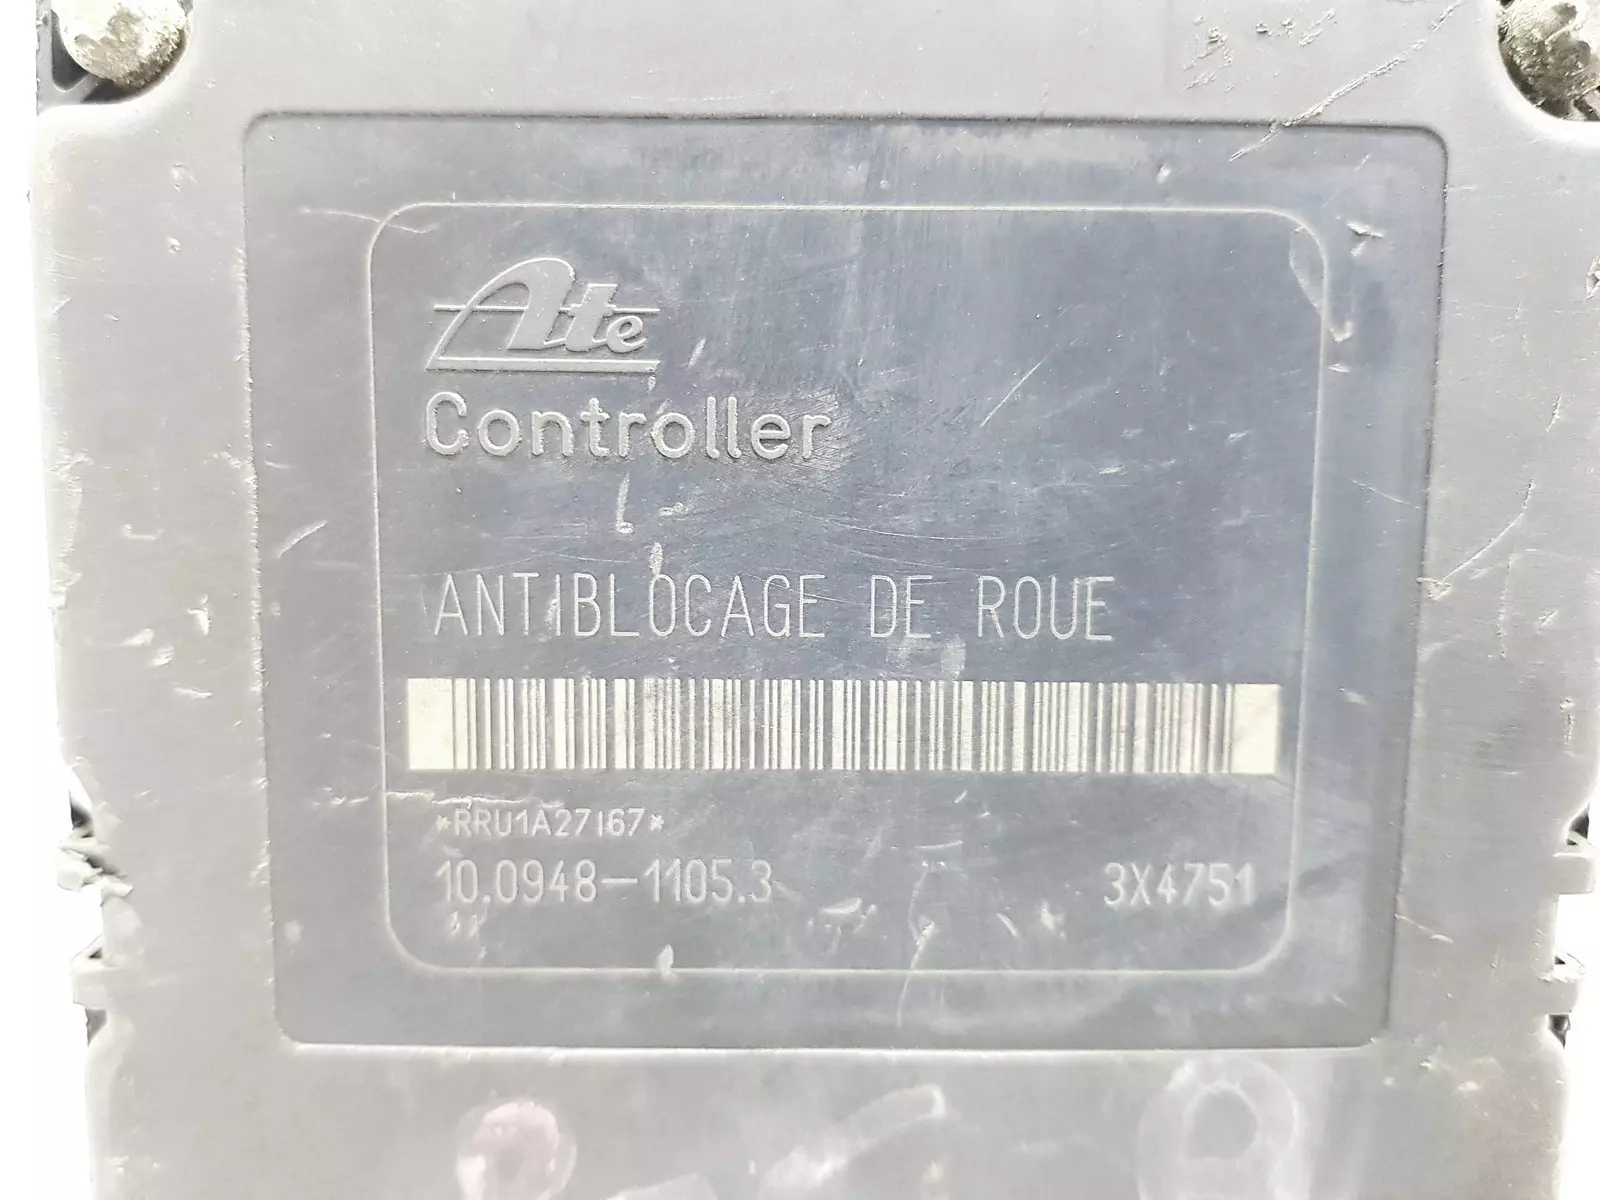 Ate
Controller
ANTIBLOCAGE DE ROUE
*RRU1A27167*
10.0948-1105.3 3X4751